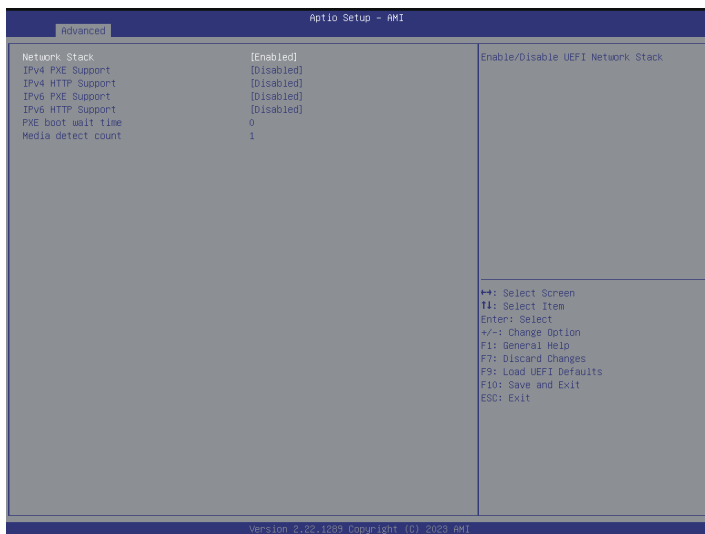 Aptio Setup – AMI
Advanced
Network Stack [Enabled]
IPv4 PXE Support [Disabled]
IPv4 HTTP Support [Disabled]
IPv6 PXE Support [Disabled]
IPv6 HTTP Support [Disabled]
PXE boot wait time 0
Media detect count 1
Enable/Disable UEFI Network Stack
↔: Select Screen
↑↓: Select Item
Enter: Select
+/-: Change Option
F1: General Help
F7: Discard Changes
F9: Load UEFI Defaults
F10: Save and Exit
ESC: Exit
Version 2.22.1289 Copyright (C) 2023 AMI